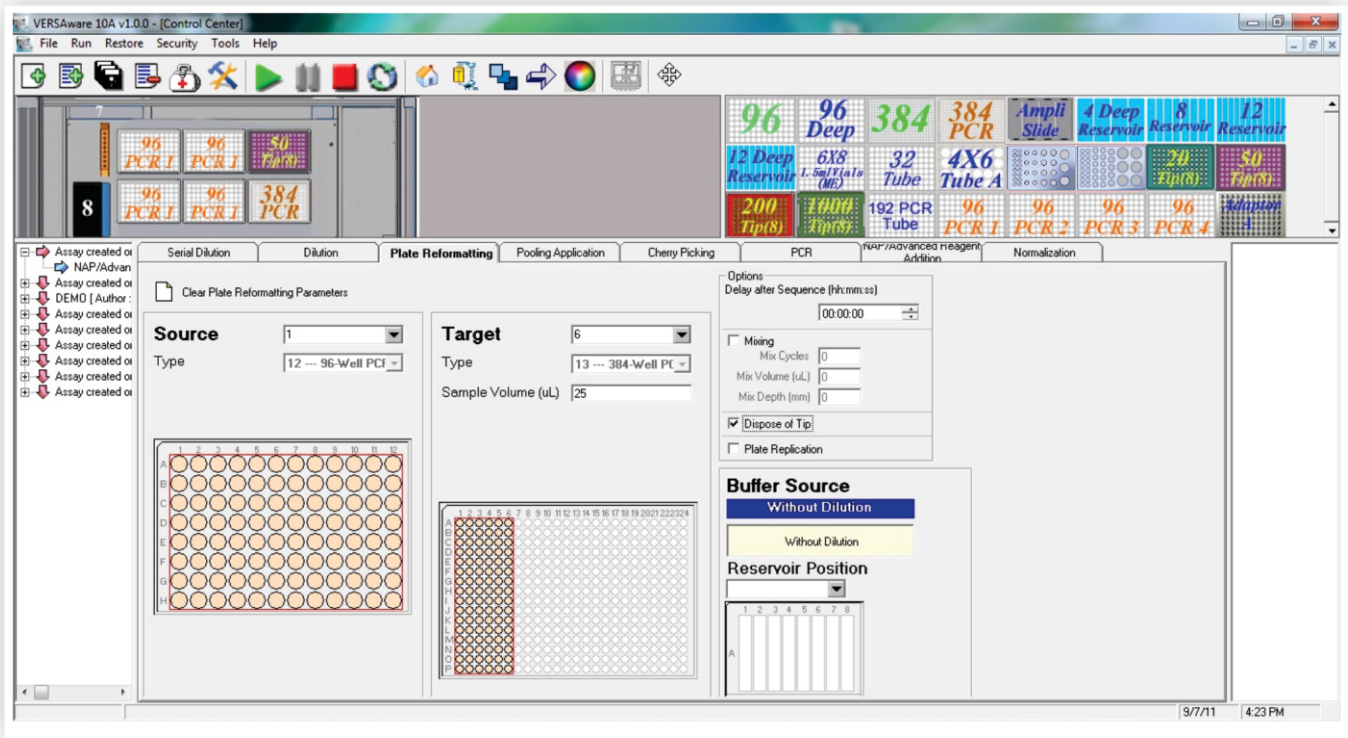 VERSAware 10A v1.0.0 - [Control Center]
File Run Restore Security Tools Help
7
96 PCR 1
96 PCR 1
50 Tip(8)
8
96 PCR 1
96 PCR 1
384 PCR
96
96 Deep
384
384 PCR
Ampli Slide
4 Deep Reservoir
8 Reservoir
12 Reservoir
12 Deep Reservoir
6X8 1.5ml Vials (ME)
32 Tube
4X6 Tube A
20 Tip(8)
50 Tip(8)
200 Tip(8)
1000 Tip(8)
192 PCR Tube
96 PCR 1
96 PCR 2
96 PCR 3
96 PCR 4
Adaptor A
Assay created or
NAP/Advan
Assay created or
DEMO [ Author :
Assay created or
Assay created or
Assay created or
Assay created or
Assay created or
Assay created or
Serial Dilution
Dilution
Plate Reformatting
Pooling Application
Cherry Picking
PCR
NAP/Advanced Reagent Addition
Normalization
Clear Plate Reformatting Parameters
Source 1
Type 12 --- 96-Well PCF
1 2 3 4 5 6 7 8 9 10 11 12
A
B
C
D
E
F
G
H
Target 6
Type 13 --- 384-Well P(
Sample Volume (uL) 25
1 2 3 4 5 6 7 8 9 10 11 12 13 14 15 16 17 18 19 20 21 22 23 24
A
B
C
D
E
F
G
H
I
J
K
L
M
N
O
P
Options
Delay after Sequence (hh:mm:ss)
00:00:00
Mixing
Mix Cycles 0
Mix Volume (uL) 0
Mix Depth (mm) 0
Dispose of Tip
Plate Replication
Buffer Source
Without Dilution
Without Dilution
Reservoir Position
1 2 3 4 5 6 7 8
A
9/7/11 4:23 PM